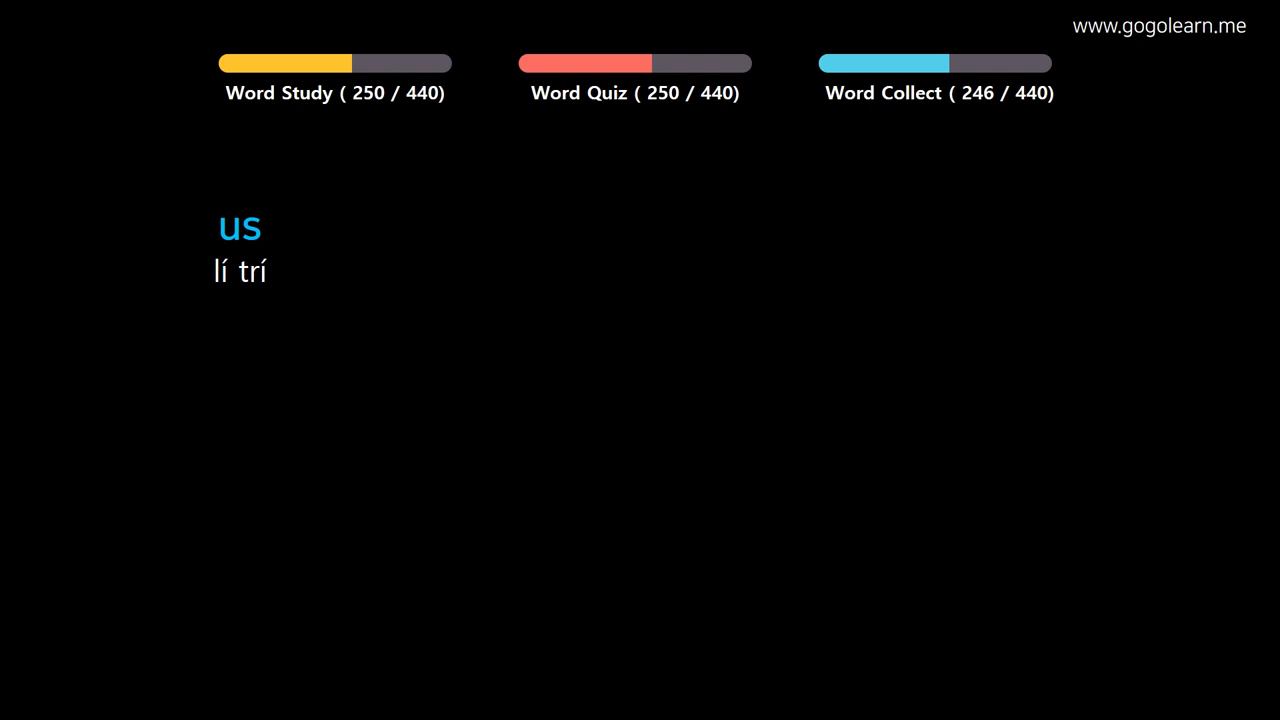 www.gogolearn.me
Word Study ( 250 / 440)
Word Quiz ( 250 / 440)
Word Collect ( 246 / 440)
us
lí trí